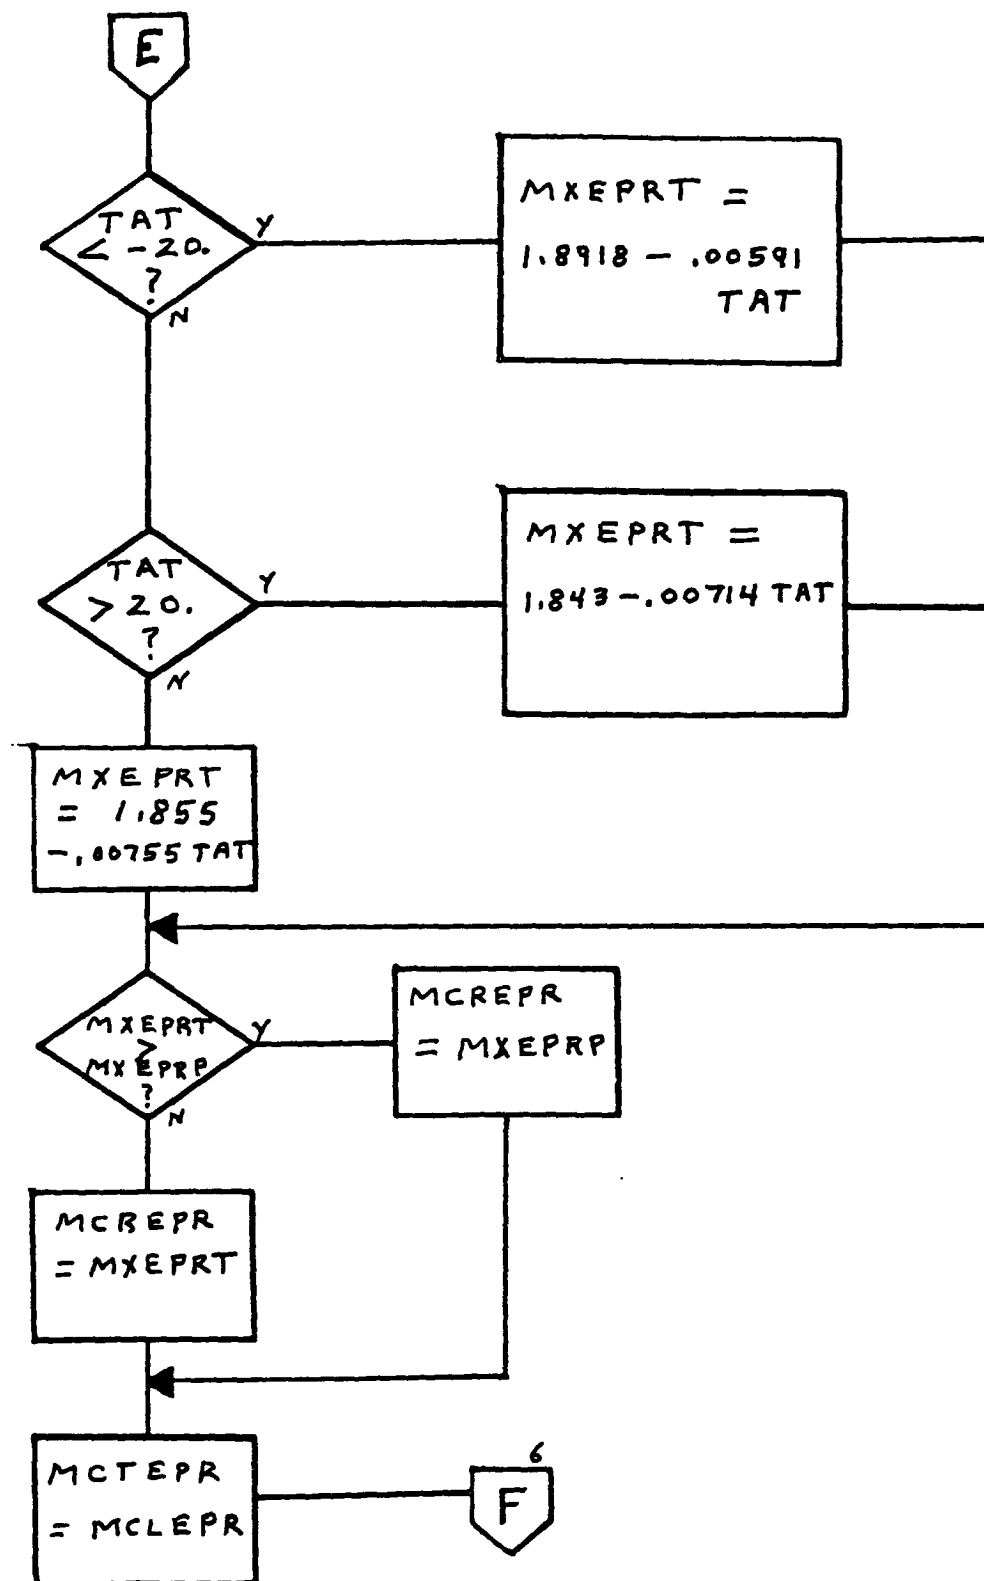 E
TAT
< -20.
?
Y
N
MXEPRT =
1.8918 - .00591
TAT
TAT
> 20.
?
Y
N
MXEPRT =
1.843-.00714 TAT
MXEPRT
= 1.855
-.00755 TAT
MXEPRT
>
MXEPRP
?
Y
N
MCREPR
= MXEPRP
MCREPR
= MXEPRT
MCTEPR
= MCLEPR
6
F